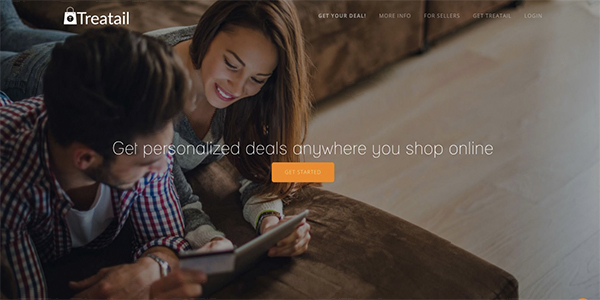 Treatail
GET YOUR DEAL! MORE INFO FOR SELLERS GET TREATAIL LOGIN
Get personalized deals anywhere you shop online
GET STARTED